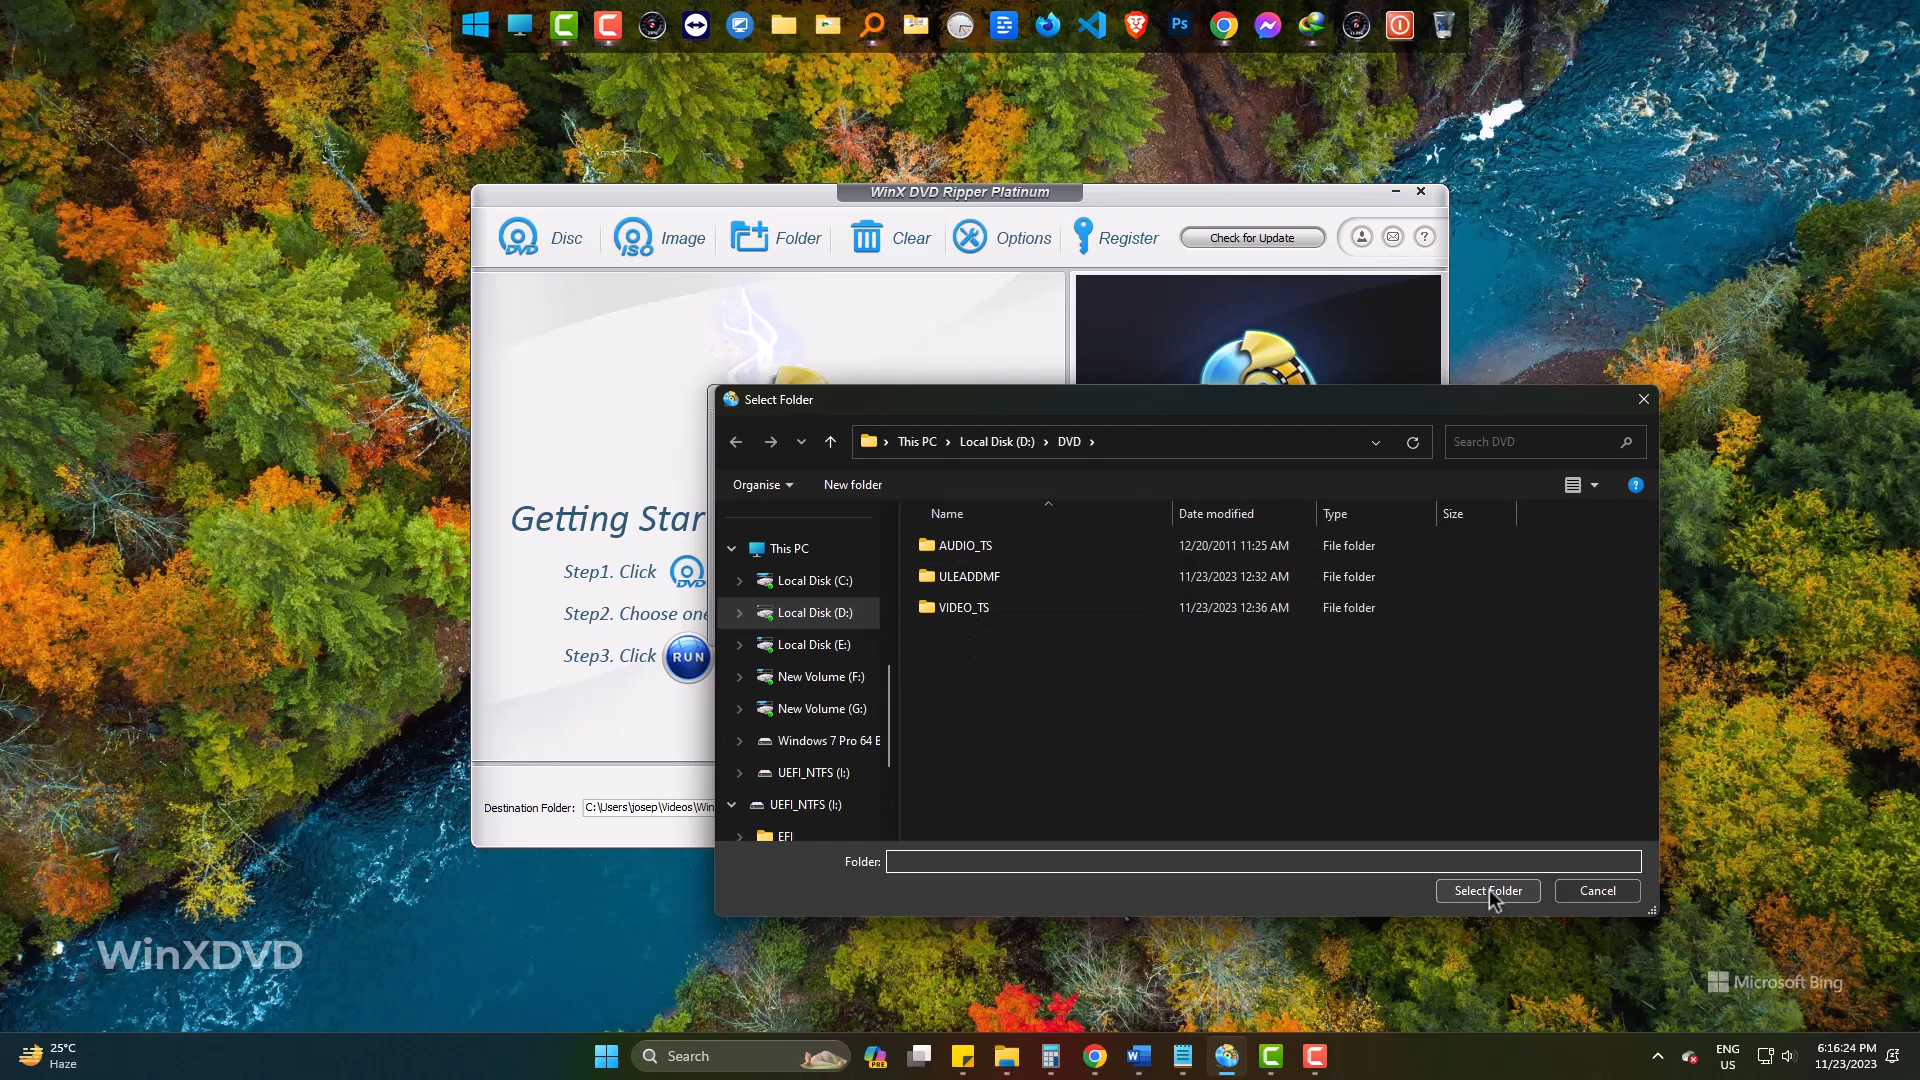 Ps
WinX DVD Ripper Platinum
DVD
Disc
ISO
Image
Folder
Clear
Options
Register
Check for Update
?
Getting Star
Step1. Click
DVD
Step2. Choose one
Step3. Click
RUN
Destination Folder:
C:\Users\josep\Videos\Win
Select Folder
This PC
Local Disk (D:)
DVD
Search DVD
Organise
New folder
?
Name
Date modified
Type
Size
This PC
Local Disk (C:)
Local Disk (D:)
Local Disk (E:)
New Volume (F:)
New Volume (G:)
Windows 7 Pro 64 B
UEFI_NTFS (I:)
UEFI_NTFS (I:)
EFI
AUDIO_TS
12/20/2011 11:25 AM
File folder
ULEADDMF
11/23/2023 12:32 AM
File folder
VIDEO_TS
11/23/2023 12:36 AM
File folder
Folder:
Select Folder
Cancel
WinXDVD
Microsoft Bing
25°C
Haze
Search
PRE
ENG
US
6:16:24 PM
11/23/2023